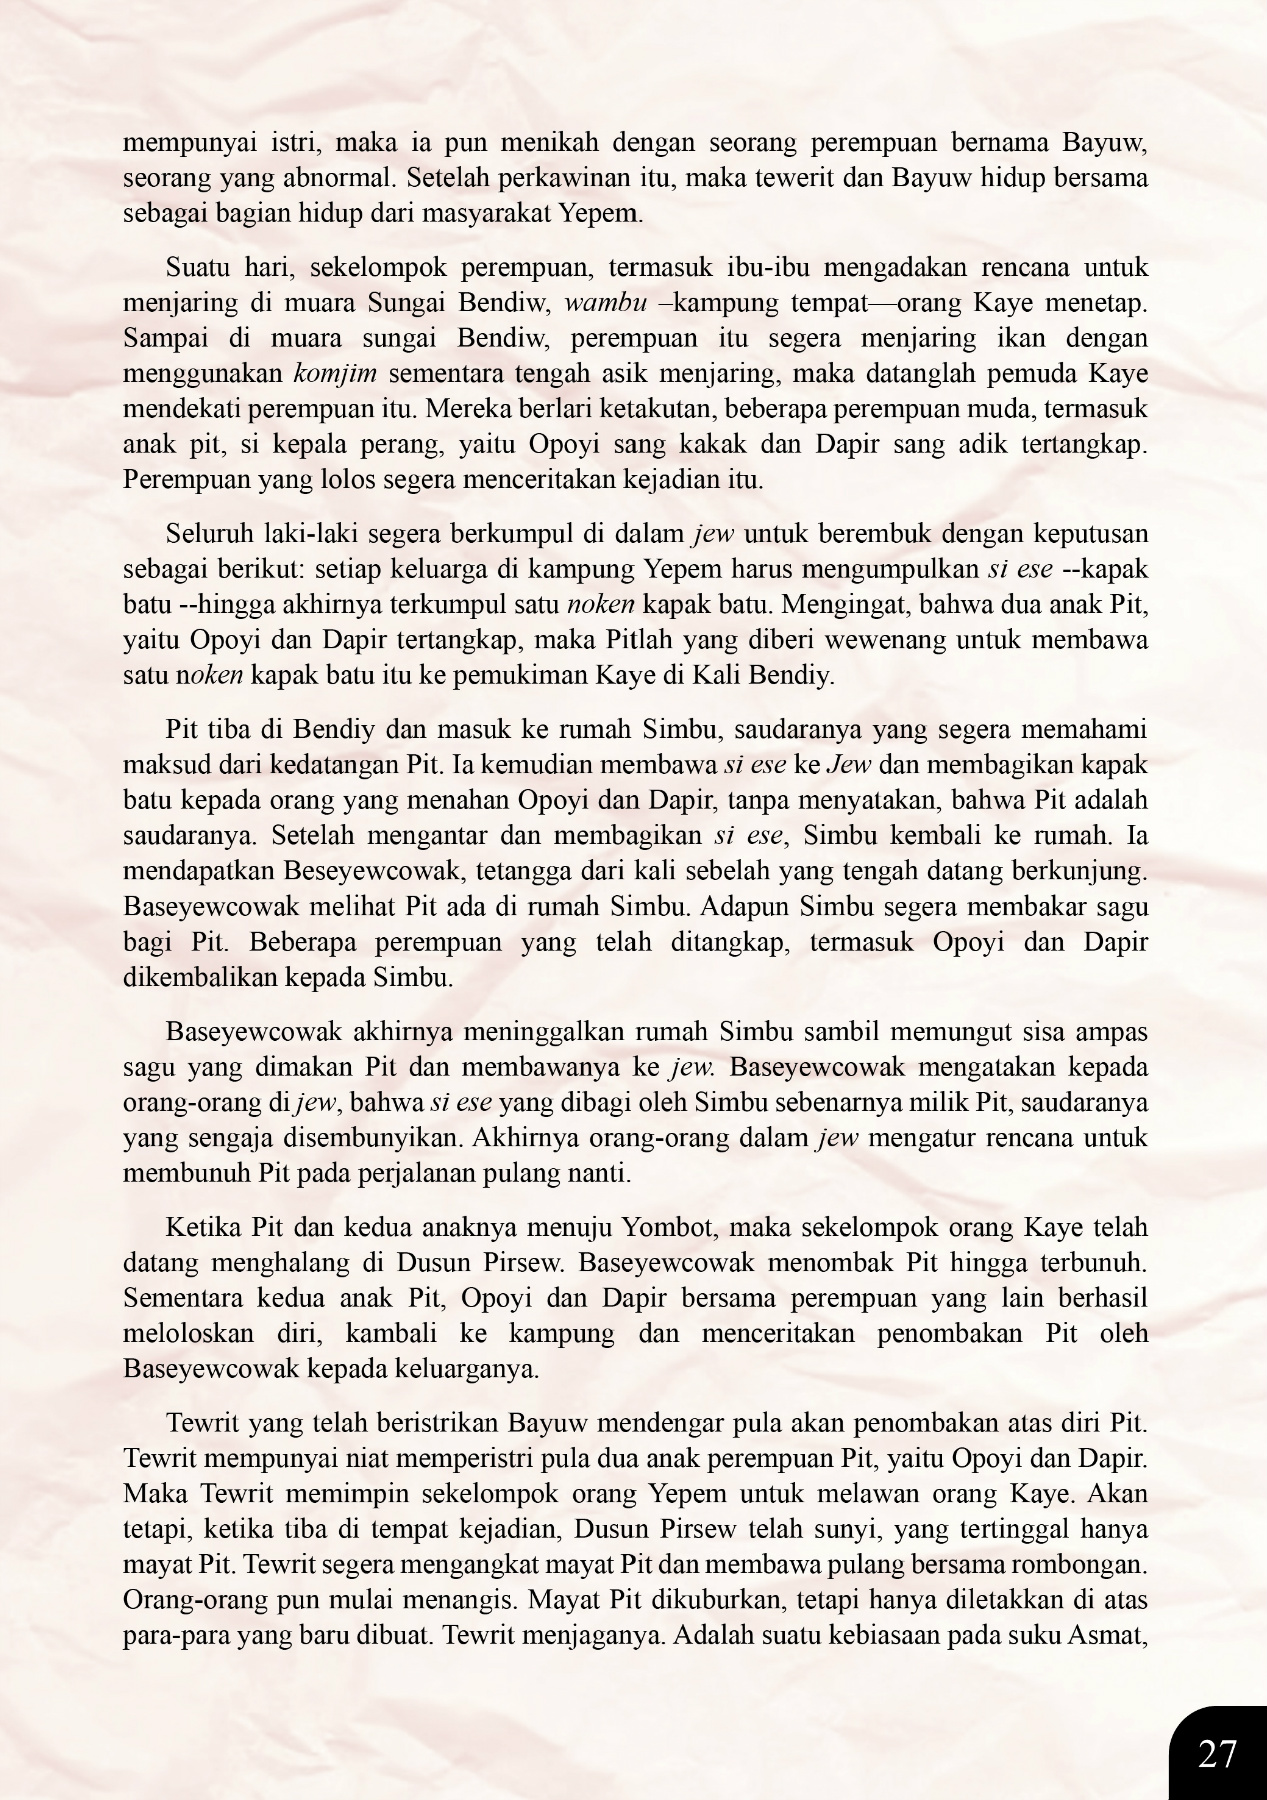 mempunyai istri, maka ia pun menikah dengan seorang perempuan bernama Bayuw,
seorang yang abnormal. Setelah perkawinan itu, maka tewerit dan Bayuw hidup bersama
sebagai bagian hidup dari masyarakat Yepem.
Suatu hari, sekelompok perempuan, termasuk ibu-ibu mengadakan rencana untuk
menjaring di muara Sungai Bendiw, wambu –kampung tempat—orang Kaye menetap.
Sampai di muara sungai Bendiw, perempuan itu segera menjaring ikan dengan
menggunakan komjim sementara tengah asik menjaring, maka datanglah pemuda Kaye
mendekati perempuan itu. Mereka berlari ketakutan, beberapa perempuan muda, termasuk
anak pit, si kepala perang, yaitu Opoyi sang kakak dan Dapir sang adik tertangkap.
Perempuan yang lolos segera menceritakan kejadian itu.
Seluruh laki-laki segera berkumpul di dalam jew untuk berembuk dengan keputusan
sebagai berikut: setiap keluarga di kampung Yepem harus mengumpulkan si ese --kapak
batu --hingga akhirnya terkumpul satu noken kapak batu. Mengingat, bahwa dua anak Pit,
yaitu Opoyi dan Dapir tertangkap, maka Pitlah yang diberi wewenang untuk membawa
satu noken kapak batu itu ke pemukiman Kaye di Kali Bendiy.
Pit tiba di Bendiy dan masuk ke rumah Simbu, saudaranya yang segera memahami
maksud dari kedatangan Pit. Ia kemudian membawa si ese ke Jew dan membagikan kapak
batu kepada orang yang menahan Opoyi dan Dapir, tanpa menyatakan, bahwa Pit adalah
saudaranya. Setelah mengantar dan membagikan si ese, Simbu kembali ke rumah. Ia
mendapatkan Beseyewcowak, tetangga dari kali sebelah yang tengah datang berkunjung.
Baseyewcowak melihat Pit ada di rumah Simbu. Adapun Simbu segera membakar sagu
bagi Pit. Beberapa perempuan yang telah ditangkap, termasuk Opoyi dan Dapir
dikembalikan kepada Simbu.
Baseyewcowak akhirnya meninggalkan rumah Simbu sambil memungut sisa ampas
sagu yang dimakan Pit dan membawanya ke jew. Baseyewcowak mengatakan kepada
orang-orang di jew, bahwa si ese yang dibagi oleh Simbu sebenarnya milik Pit, saudaranya
yang sengaja disembunyikan. Akhirnya orang-orang dalam jew mengatur rencana untuk
membunuh Pit pada perjalanan pulang nanti.
Ketika Pit dan kedua anaknya menuju Yombot, maka sekelompok orang Kaye telah
datang menghalang di Dusun Pirsew. Baseyewcowak menombak Pit hingga terbunuh.
Sementara kedua anak Pit, Opoyi dan Dapir bersama perempuan yang lain berhasil
meloloskan diri, kambali ke kampung dan menceritakan penombakan Pit oleh
Baseyewcowak kepada keluarganya.
Tewrit yang telah beristrikan Bayuw mendengar pula akan penombakan atas diri Pit.
Tewrit mempunyai niat memperistri pula dua anak perempuan Pit, yaitu Opoyi dan Dapir.
Maka Tewrit memimpin sekelompok orang Yepem untuk melawan orang Kaye. Akan
tetapi, ketika tiba di tempat kejadian, Dusun Pirsew telah sunyi, yang tertinggal hanya
mayat Pit. Tewrit segera mengangkat mayat Pit dan membawa pulang bersama rombongan.
Orang-orang pun mulai menangis. Mayat Pit dikuburkan, tetapi hanya diletakkan di atas
para-para yang baru dibuat. Tewrit menjaganya. Adalah suatu kebiasaan pada suku Asmat,
27